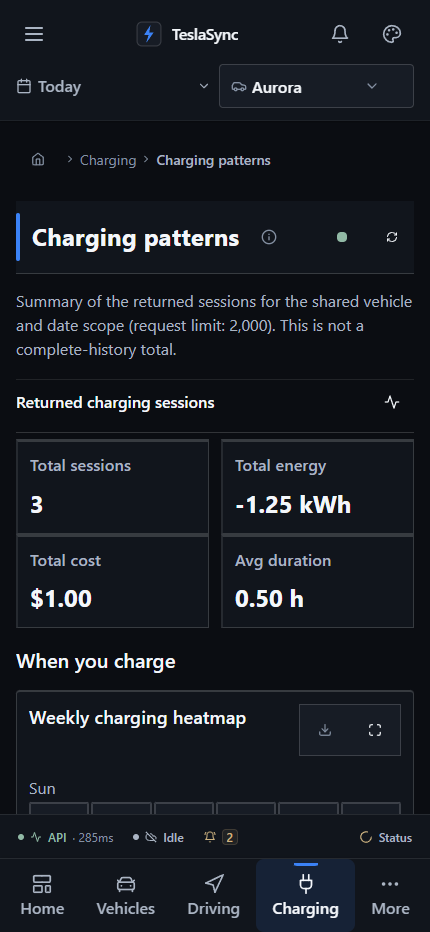 TeslaSync
Today
Aurora
Charging
Charging patterns
Charging patterns
Summary of the returned sessions for the shared vehicle
and date scope (request limit: 2,000). This is not a
complete-history total.
Returned charging sessions
Total sessions
3
Total energy
-1.25 kWh
Total cost
$1.00
Avg duration
0.50 h
When you charge
Weekly charging heatmap
Sun
API · 285ms
Idle
2
Status
Home
Vehicles
Driving
Charging
More